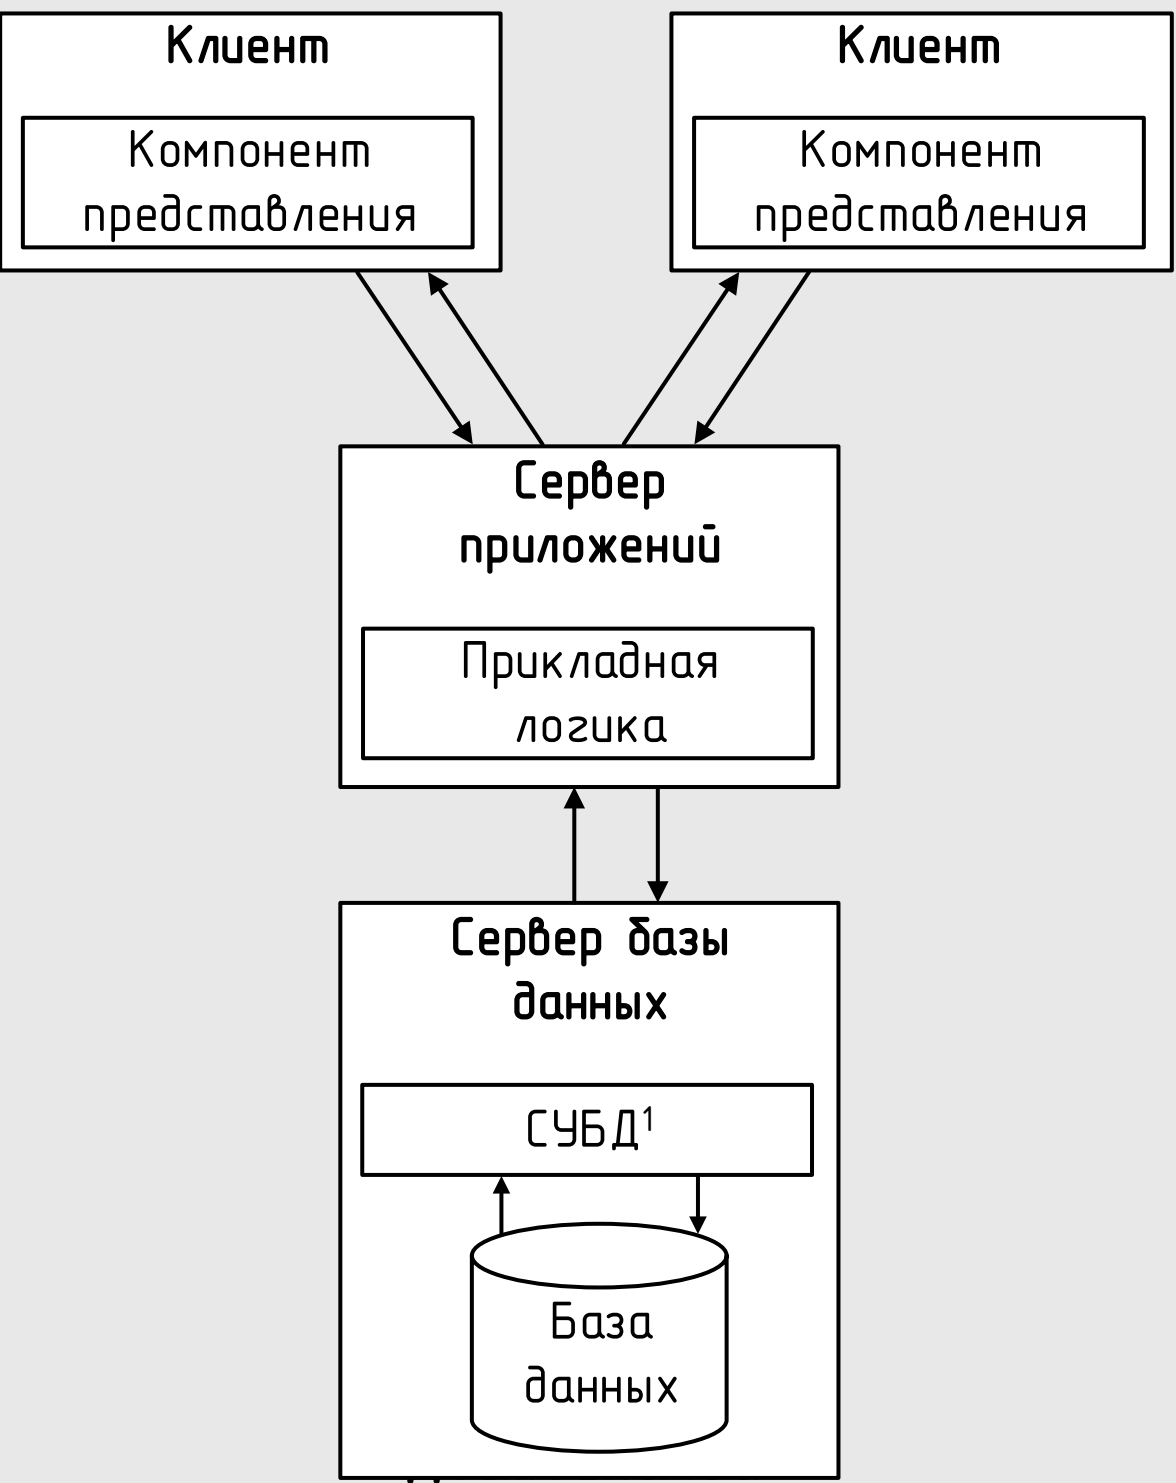 Клиент
Компонент
представления
Клиент
Компонент
представления
Сервер
приложений
Прикладная
логика
Сервер базы
данных
СУБД¹
База
данных